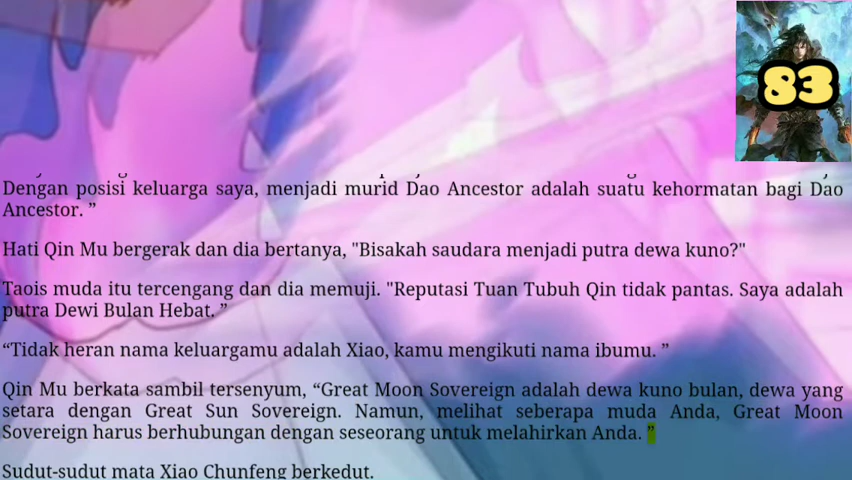 83
Dengan posisi keluarga saya, menjadi murid Dao Ancestor adalah suatu kehormatan bagi Dao
Ancestor. ”
Hati Qin Mu bergerak dan dia bertanya, "Bisakah saudara menjadi putra dewa kuno?"
Taois muda itu tercengang dan dia memuji. "Reputasi Tuan Tubuh Qin tidak pantas. Saya adalah
putra Dewi Bulan Hebat. ”
“Tidak heran nama keluargamu adalah Xiao, kamu mengikuti nama ibumu. ”
Qin Mu berkata sambil tersenyum, “Great Moon Sovereign adalah dewa kuno bulan, dewa yang
setara dengan Great Sun Sovereign. Namun, melihat seberapa muda Anda, Great Moon
Sovereign harus berhubungan dengan seseorang untuk melahirkan Anda. ”
Sudut-sudut mata Xiao Chunfeng berkedut.